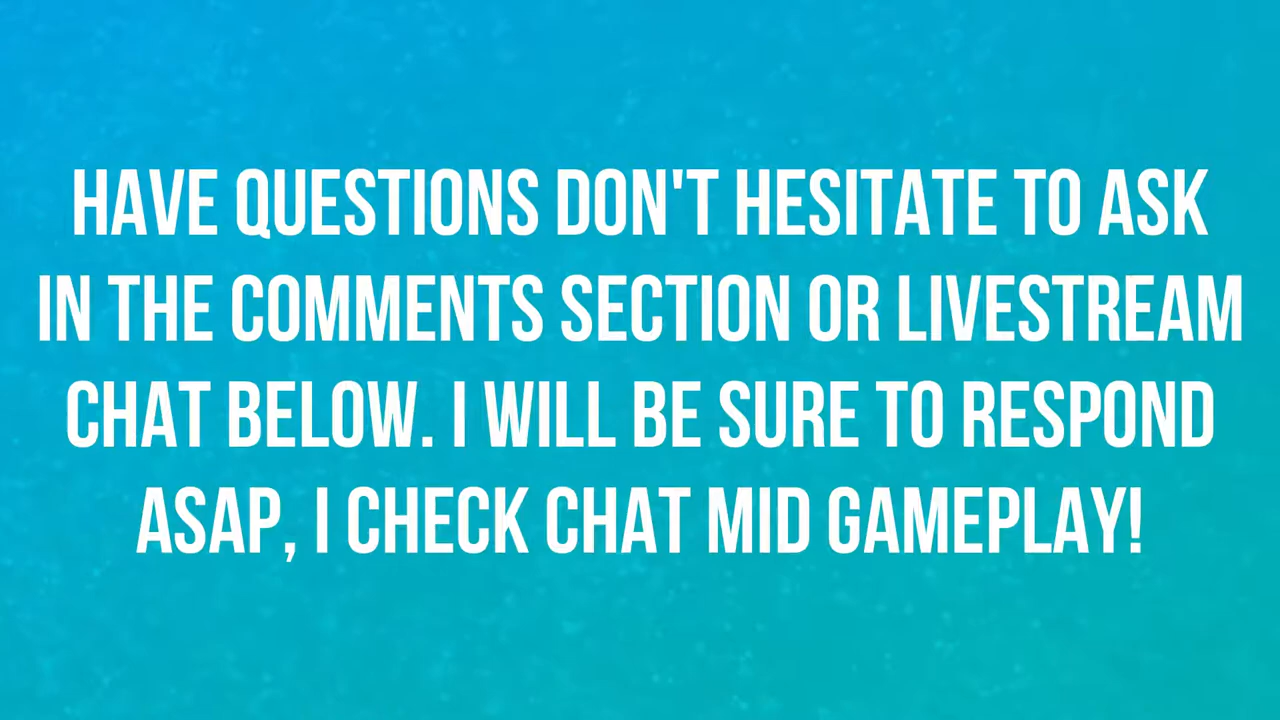 HAVE QUESTIONS DON'T HESITATE TO ASK
IN THE COMMENTS SECTION OR LIVESTREAM
CHAT BELOW. I WILL BE SURE TO RESPOND
ASAP, I CHECK CHAT MID GAMEPLAY!